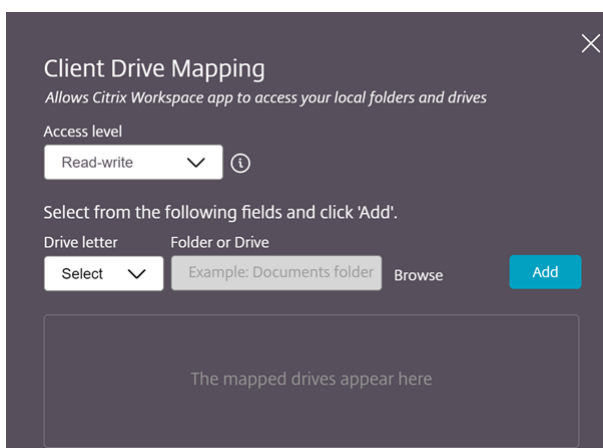 Client Drive Mapping
Allows Citrix Workspace app to access your local folders and drives
Access level
Read-write
Select from the following fields and click 'Add'.
Drive letter Folder or Drive
Select Example: Documents folder Browse Add
The mapped drives appear here